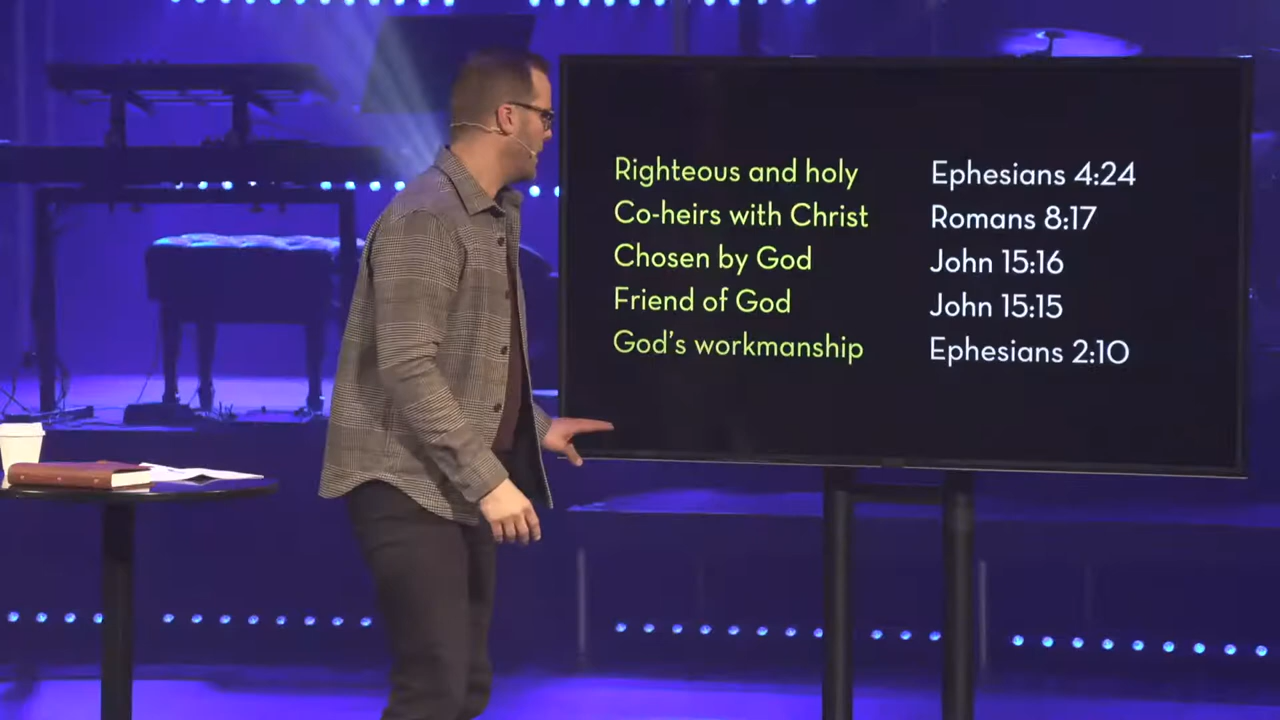 Righteous and holy Ephesians 4:24
Co-heirs with Christ Romans 8:17
Chosen by God John 15:16
Friend of God John 15:15
God's workmanship Ephesians 2:10